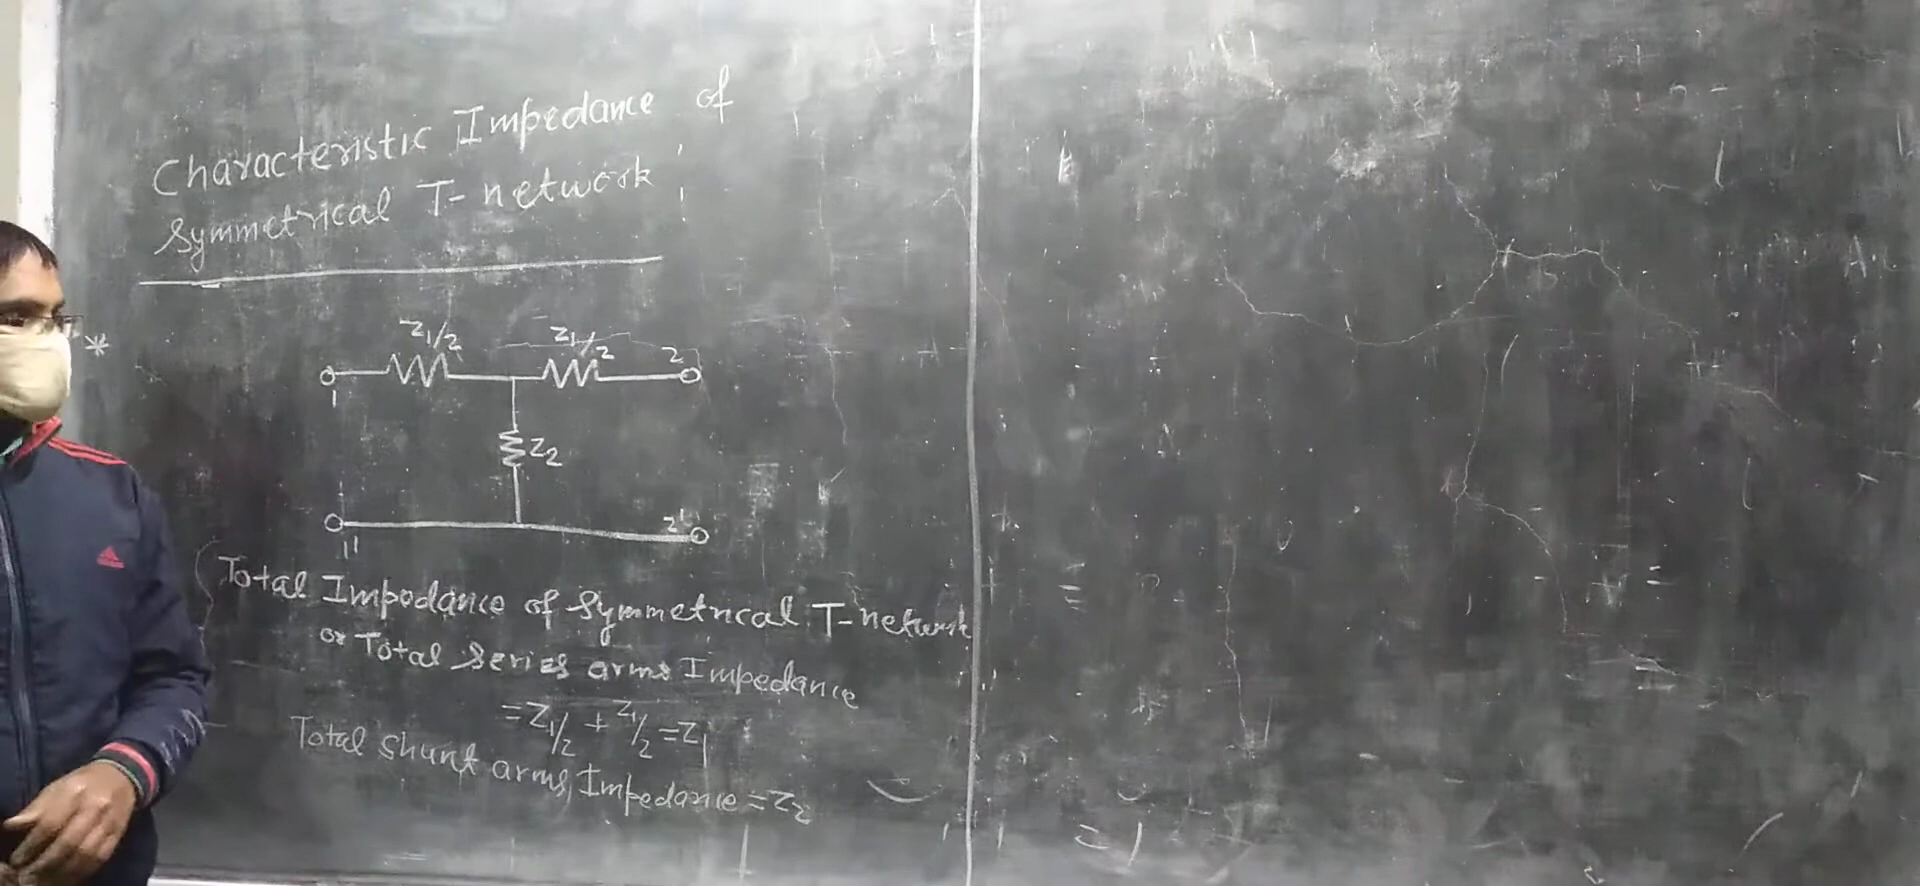 Characteristic Impedance of
Symmetrical T-network
*
Z1/2
Z1/2
1
2
Z2
1'
2'
Total Impedance of Symmetrical T-network
or Total Series arms Impedance
= Z1/2 + Z1/2 = Z1
Total Shunt arms Impedance = Z2